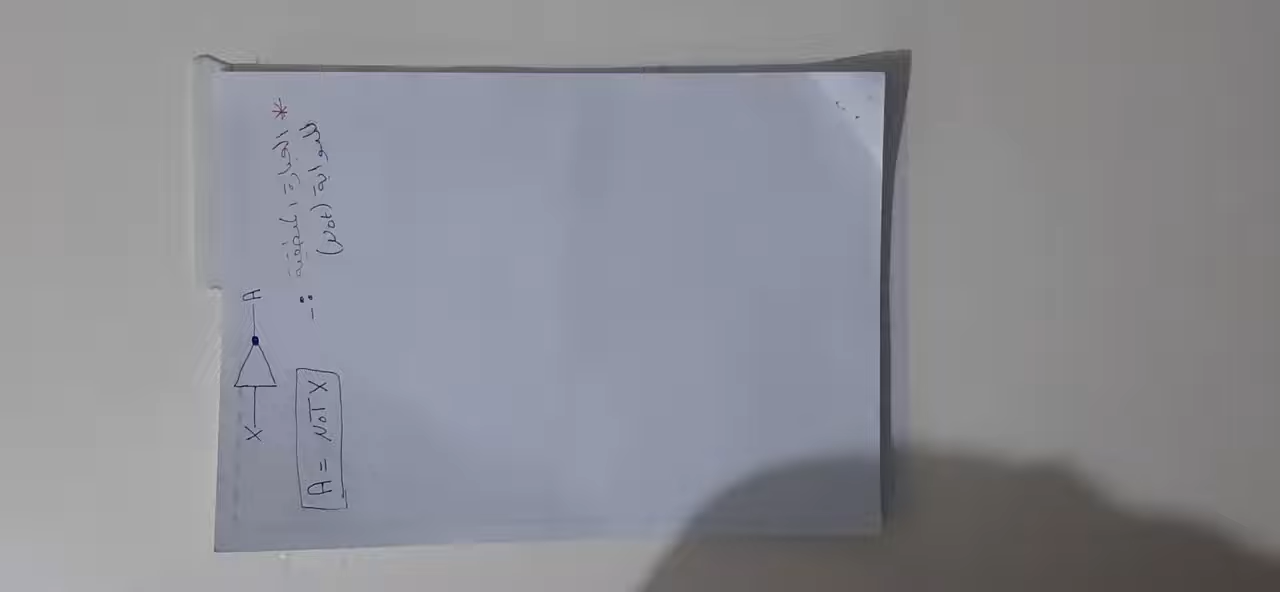 * العبارة المنطقية
للبوابة (Not) :-
X A
A = NOT X